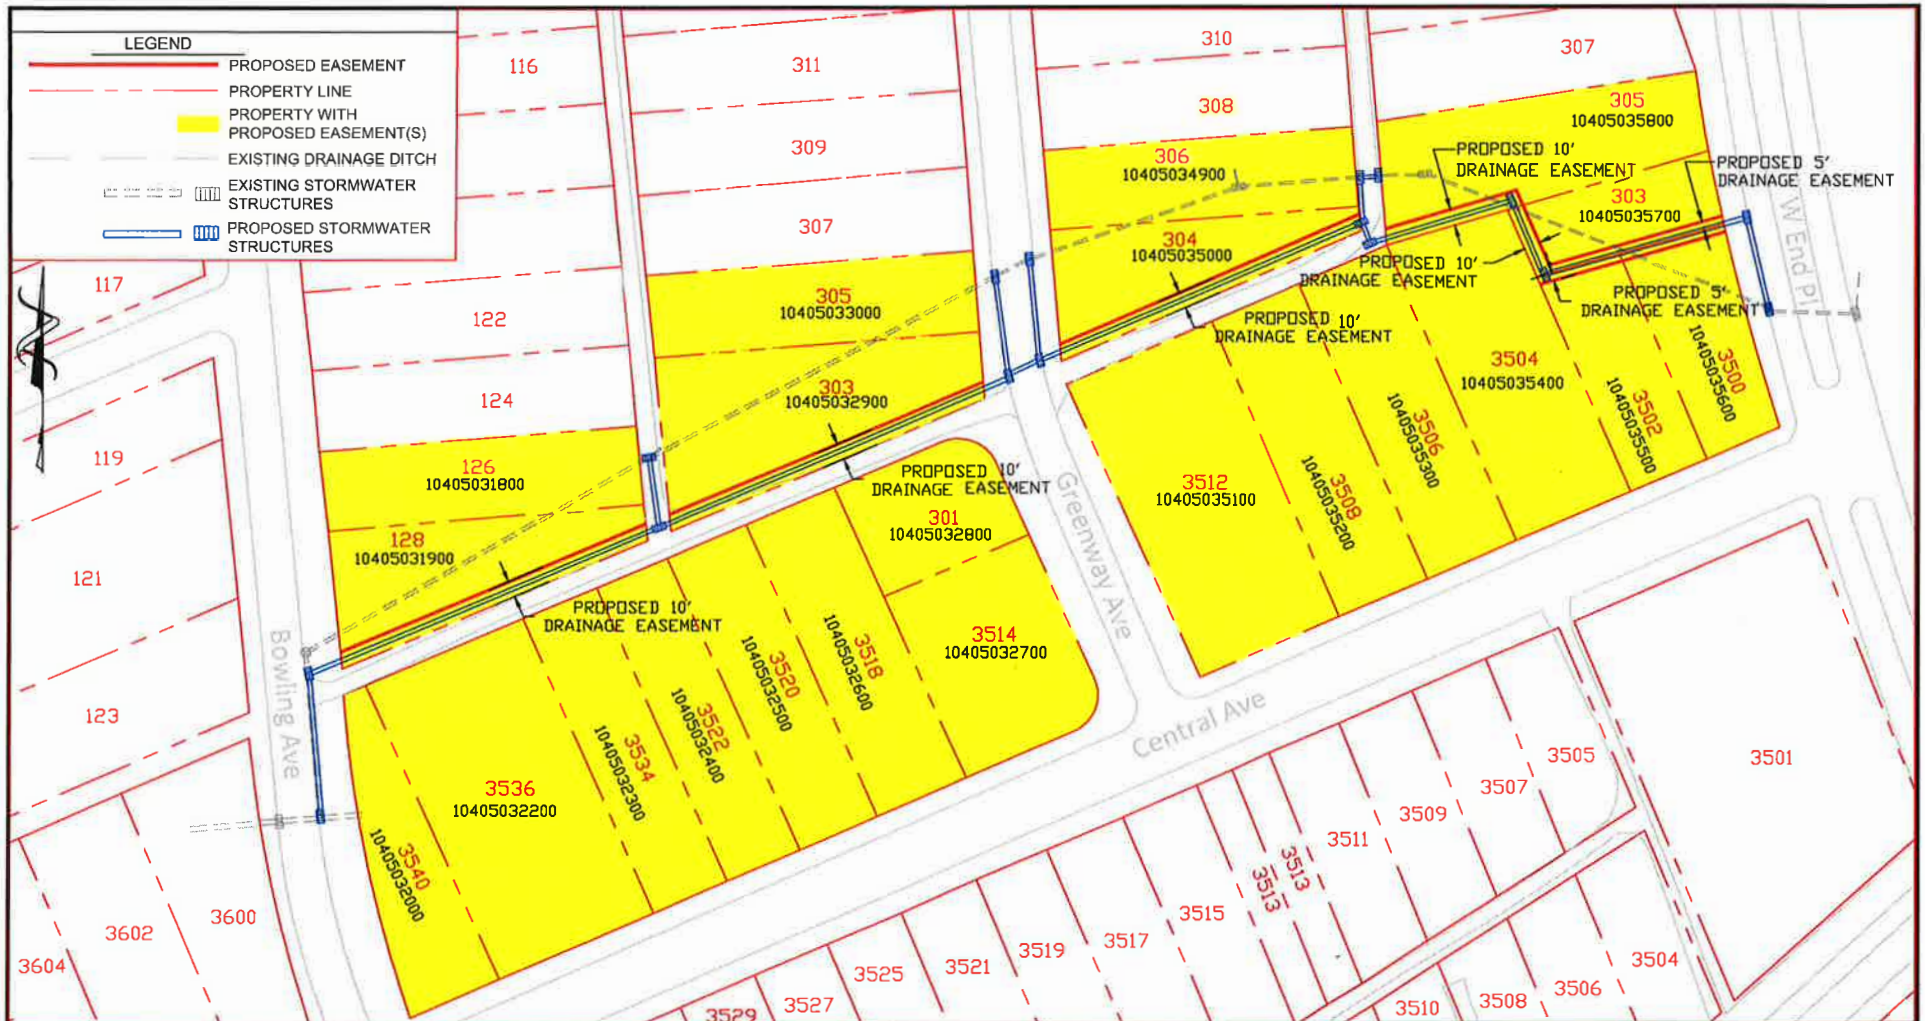 LEGEND
PROPOSED EASEMENT
PROPERTY LINE
PROPERTY WITH
PROPOSED EASEMENT(S)
EXISTING DRAINAGE DITCH
EXISTING STORMWATER
STRUCTURES
PROPOSED STORMWATER
STRUCTURES
116
311
309
307
310
308
307
305
10405035800
306
10405034900
304
10405035000
303
10405035700
PROPOSED 10'
DRAINAGE EASEMENT
PROPOSED 5'
DRAINAGE EASEMENT
PROPOSED 10'
DRAINAGE EASEMENT
PROPOSED 5'
DRAINAGE EASEMENT
PROPOSED 10'
DRAINAGE EASEMENT
W End Pl
117
122
124
119
121
123
305
10405033000
303
10405032900
126
10405031800
128
10405031900
PROPOSED 10'
DRAINAGE EASEMENT
PROPOSED 10'
DRAINAGE EASEMENT
301
10405032800
3514
10405032700
3518
10405032600
3520
10405032500
3522
10405032400
3534
10405032300
3536
10405032200
3540
10405032000
3512
10405035100
3508
10405035200
3506
10405035300
3504
10405035400
3502
10405035500
3500
10405035600
Bowling Ave
Greenway Ave
Central Ave
3604
3602
3600
3529
3527
3525
3521
3519
3517
3515
3513
3513
3511
3509
3507
3505
3501
3510
3508
3506
3504